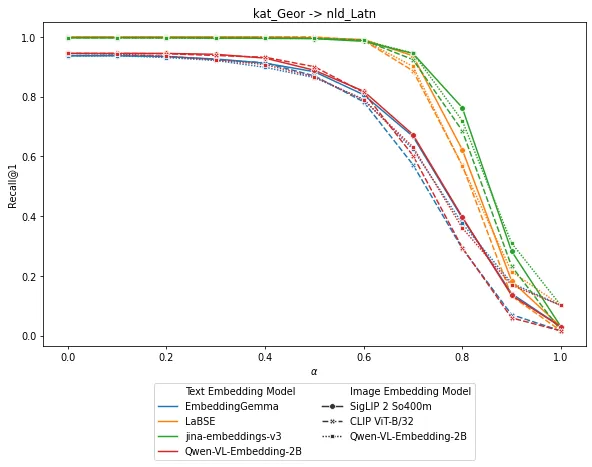 kat_Geor -> nld_Latn
1.0
0.8
0.6
0.4
0.2
0.0
Recall@1
0.0 0.2 0.4 0.6 0.8 1.0
α
Text Embedding Model Image Embedding Model
EmbeddingGemma SigLIP 2 So400m
LaBSE CLIP ViT-B/32
jina-embeddings-v3 Qwen-VL-Embedding-2B
Qwen-VL-Embedding-2B